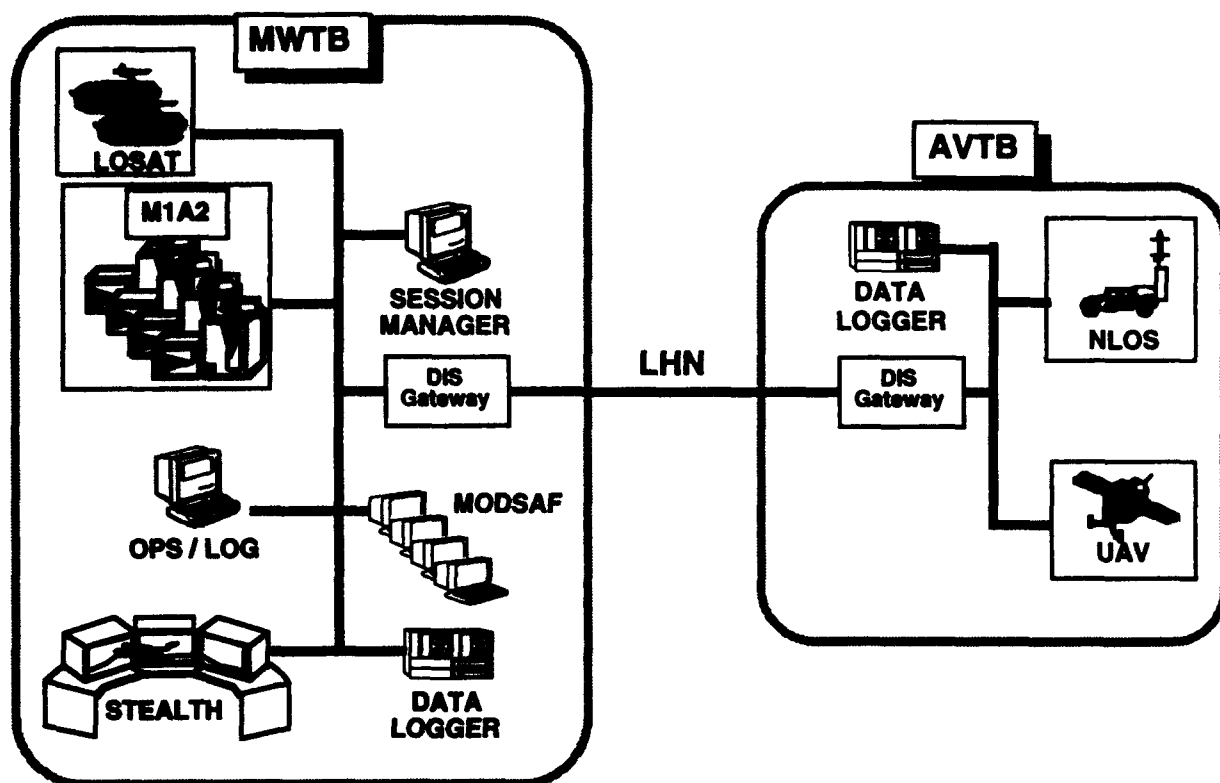 MWTB
LOSAT
M1A2
SESSION
MANAGER
DIS
Gateway
OPS / LOG
MODSAF
STEALTH
DATA
LOGGER
LHN
AVTB
DATA
LOGGER
NLOS
DIS
Gateway
UAV